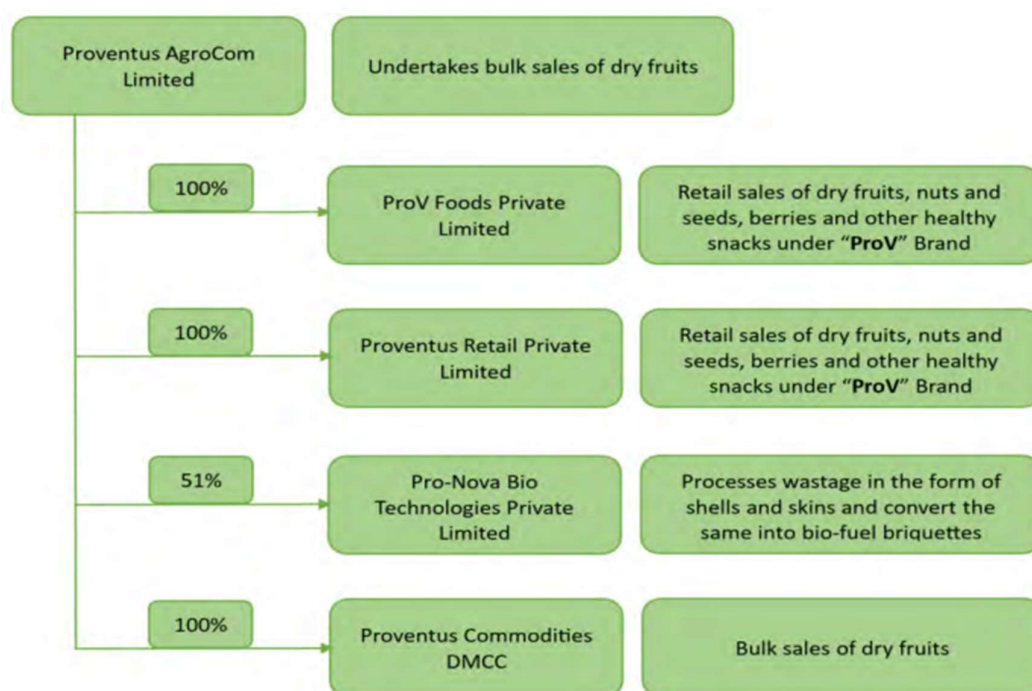 Proventus AgroCom
Limited
Undertakes bulk sales of dry fruits
100%
ProV Foods Private
Limited
Retail sales of dry fruits, nuts and
seeds, berries and other healthy
snacks under “ProV” Brand
100%
Proventus Retail Private
Limited
Retail sales of dry fruits, nuts and
seeds, berries and other healthy
snacks under “ProV” Brand
51%
Pro-Nova Bio
Technologies Private
Limited
Processes wastage in the form of
shells and skins and convert the
same into bio-fuel briquettes
100%
Proventus Commodities
DMCC
Bulk sales of dry fruits